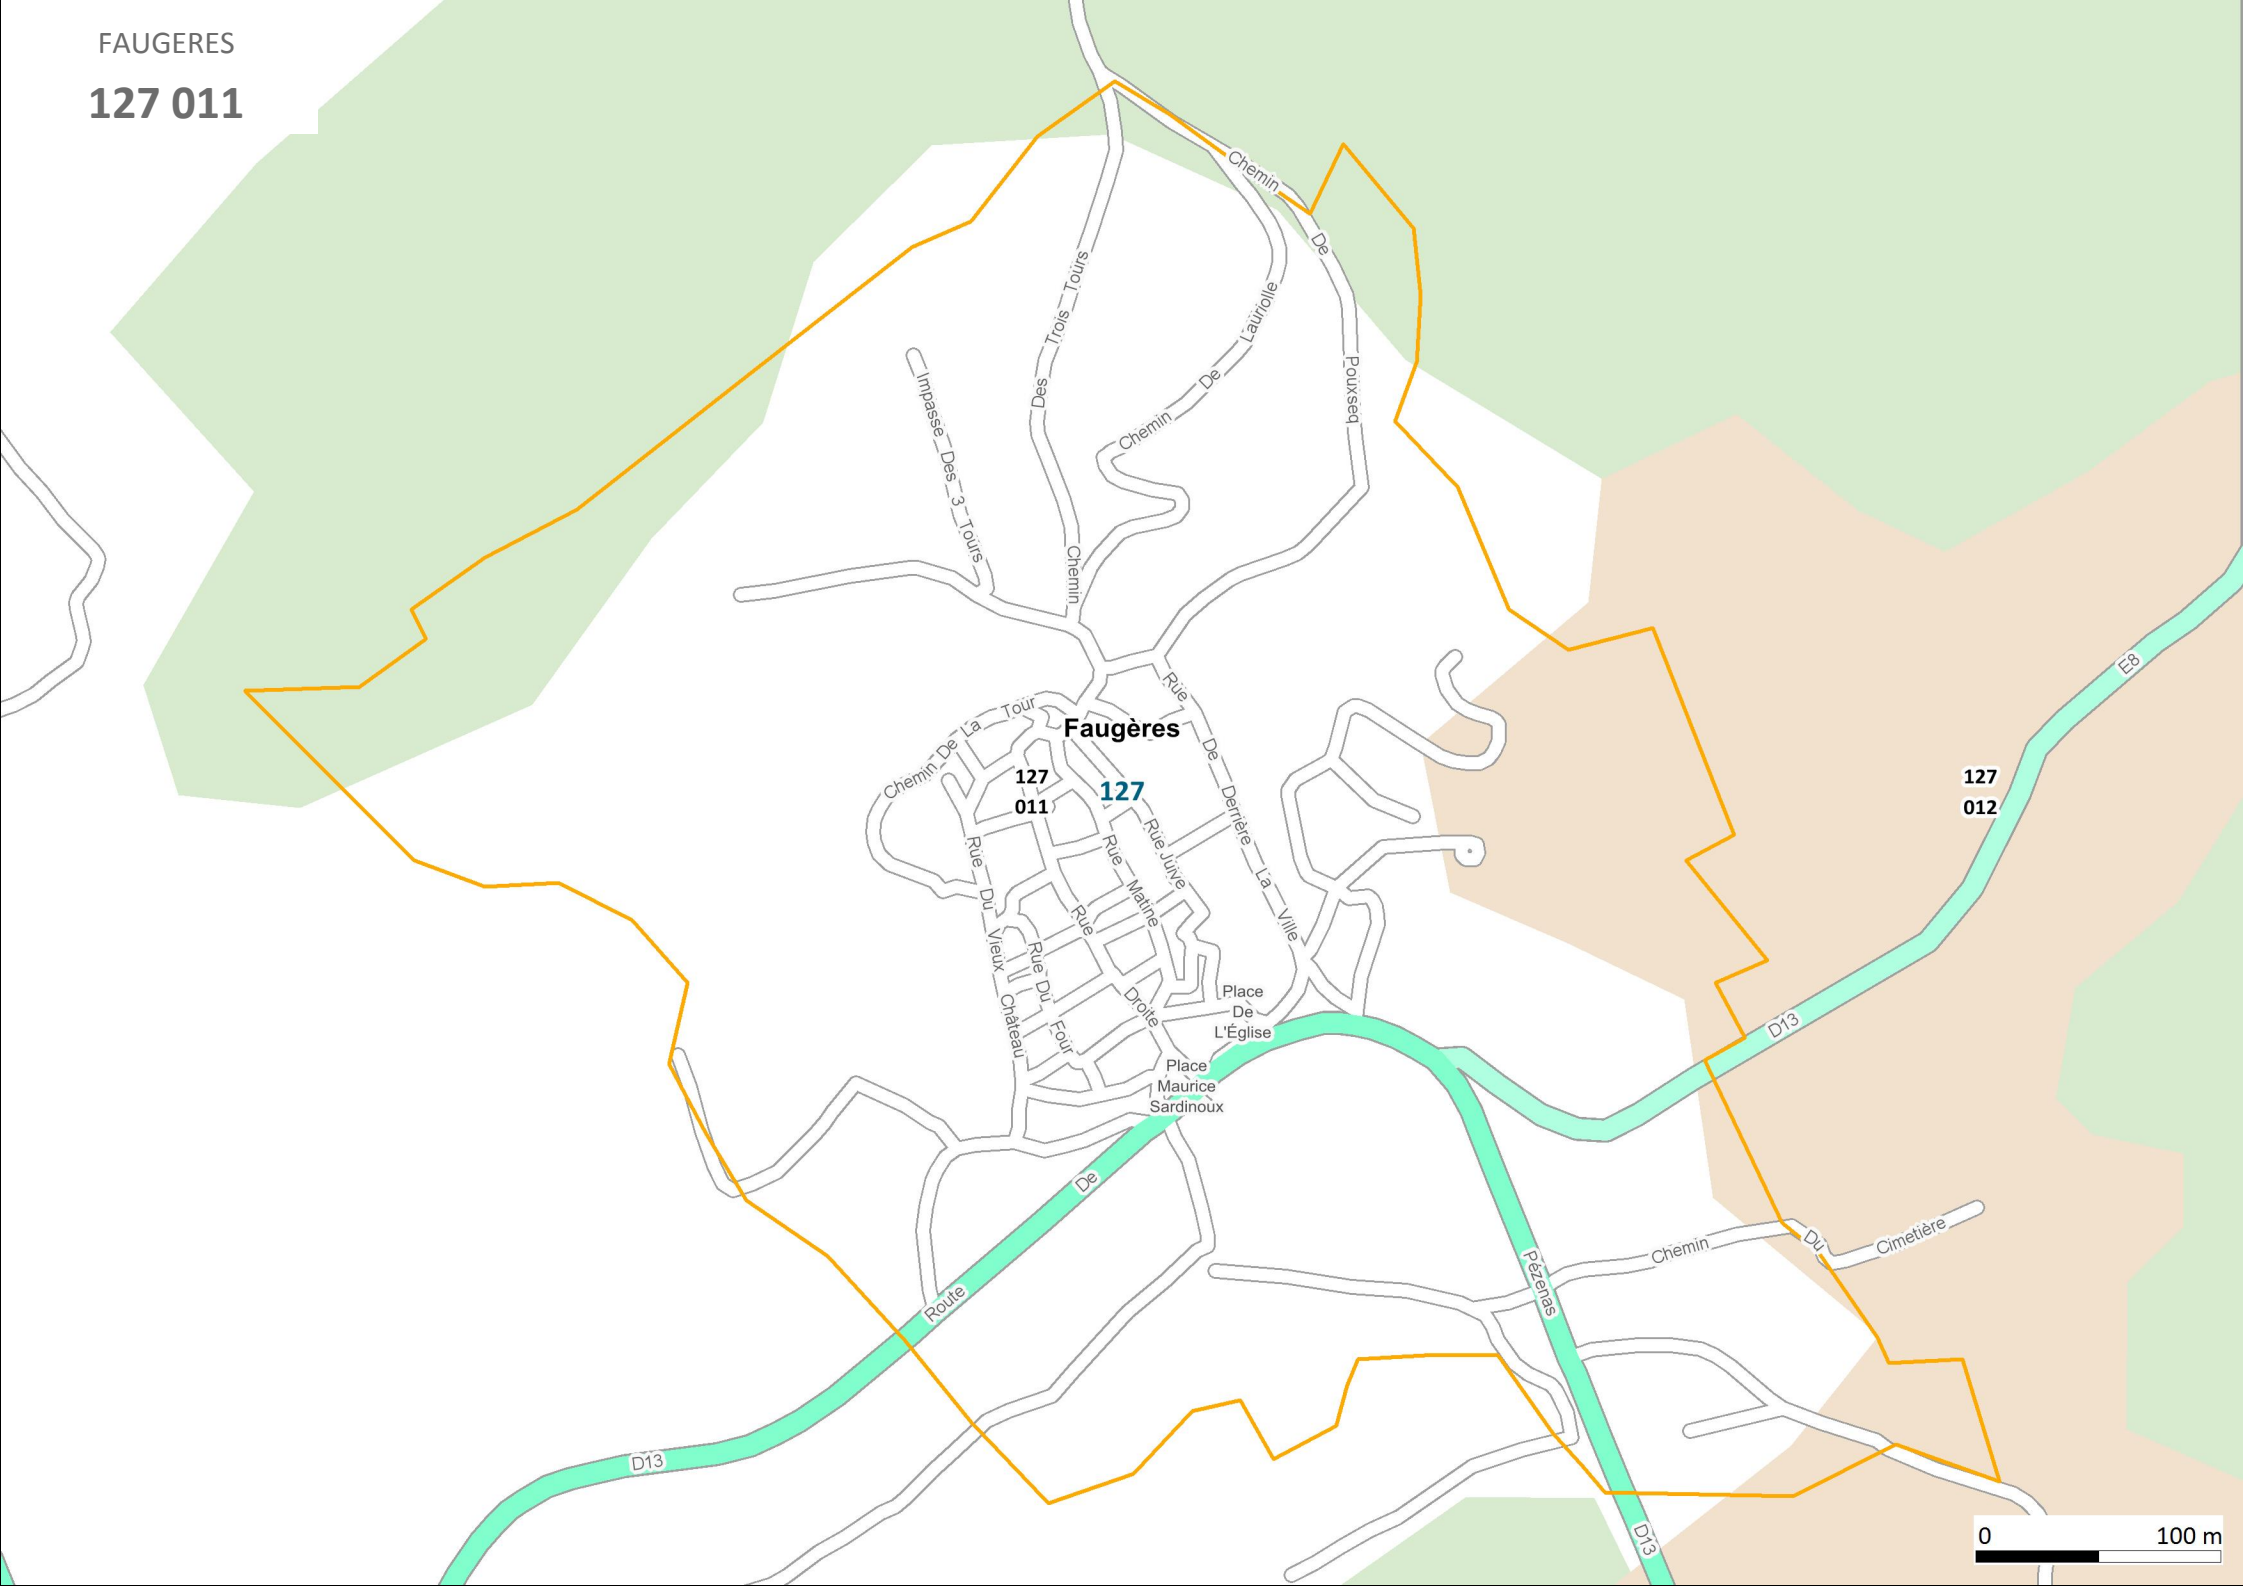 FAUGERES
127 011
Chemin De Pouxseq
Chemin De Lauriolle
Chemin Des Trois Tours
Impasse Des 3 Tours
Chemin De La Tour
Faugères
127
127
011
127
012
Rue De Derrière La Ville
Rue Juive
Rue Matine
Rue Droite
Rue Du Four
Rue Du Vieux Château
Place
De
L'Église
Place
Maurice
Sardinoux
E8
D13
Route De Pézenas
Chemin Du Cimetière
D13
D13
0 100 m